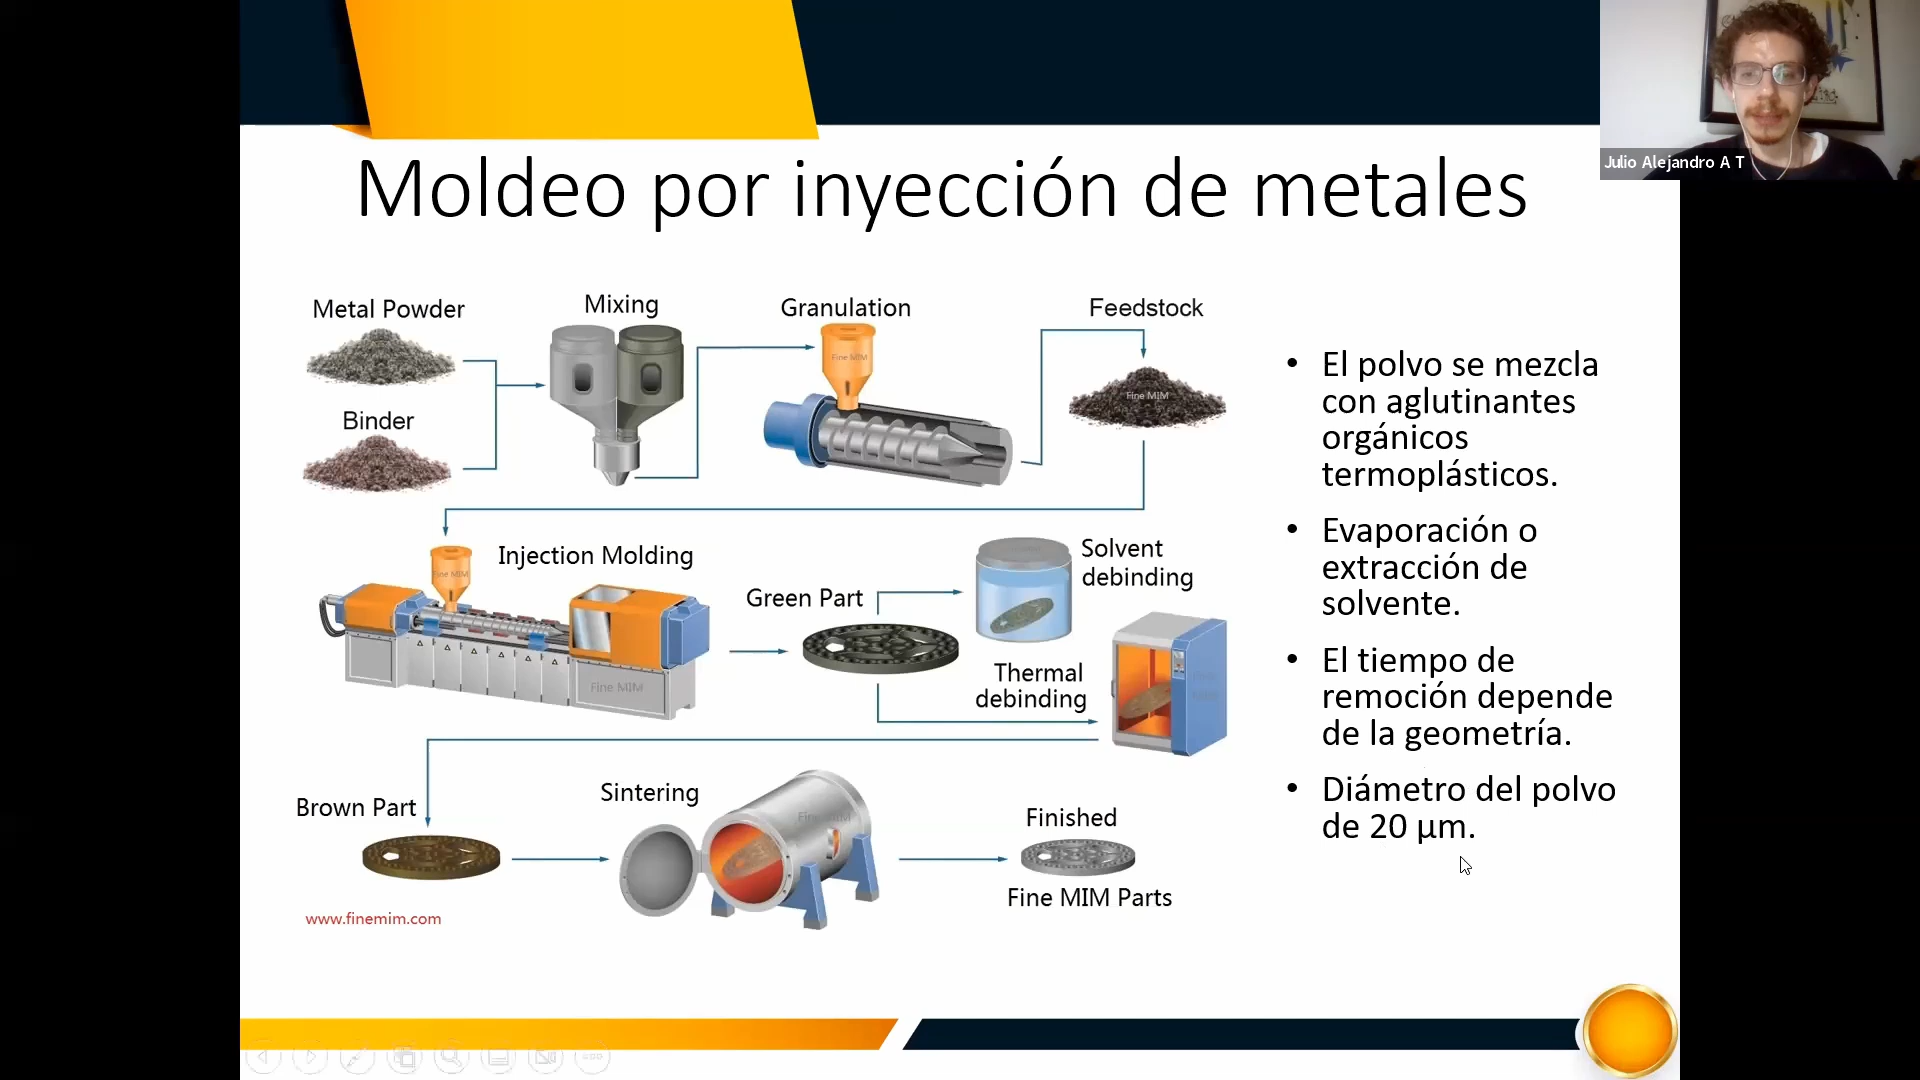 Julio Alejandro A T
Moldeo por inyección de metales
Metal Powder
Mixing
Granulation
Feedstock
Fine MIM
Fine MIM
Binder
Injection Molding
Fine MIM
Fine MIM
Green Part
Solvent
debinding
Thermal
debinding
Brown Part
Sintering
Fine MIM
Finished
Fine MIM Parts
www.finemim.com
• El polvo se mezcla
con aglutinantes
orgánicos
termoplásticos.
• Evaporación o
extracción de
solvente.
• El tiempo de
remoción depende
de la geometría.
• Diámetro del polvo
de 20 µm.